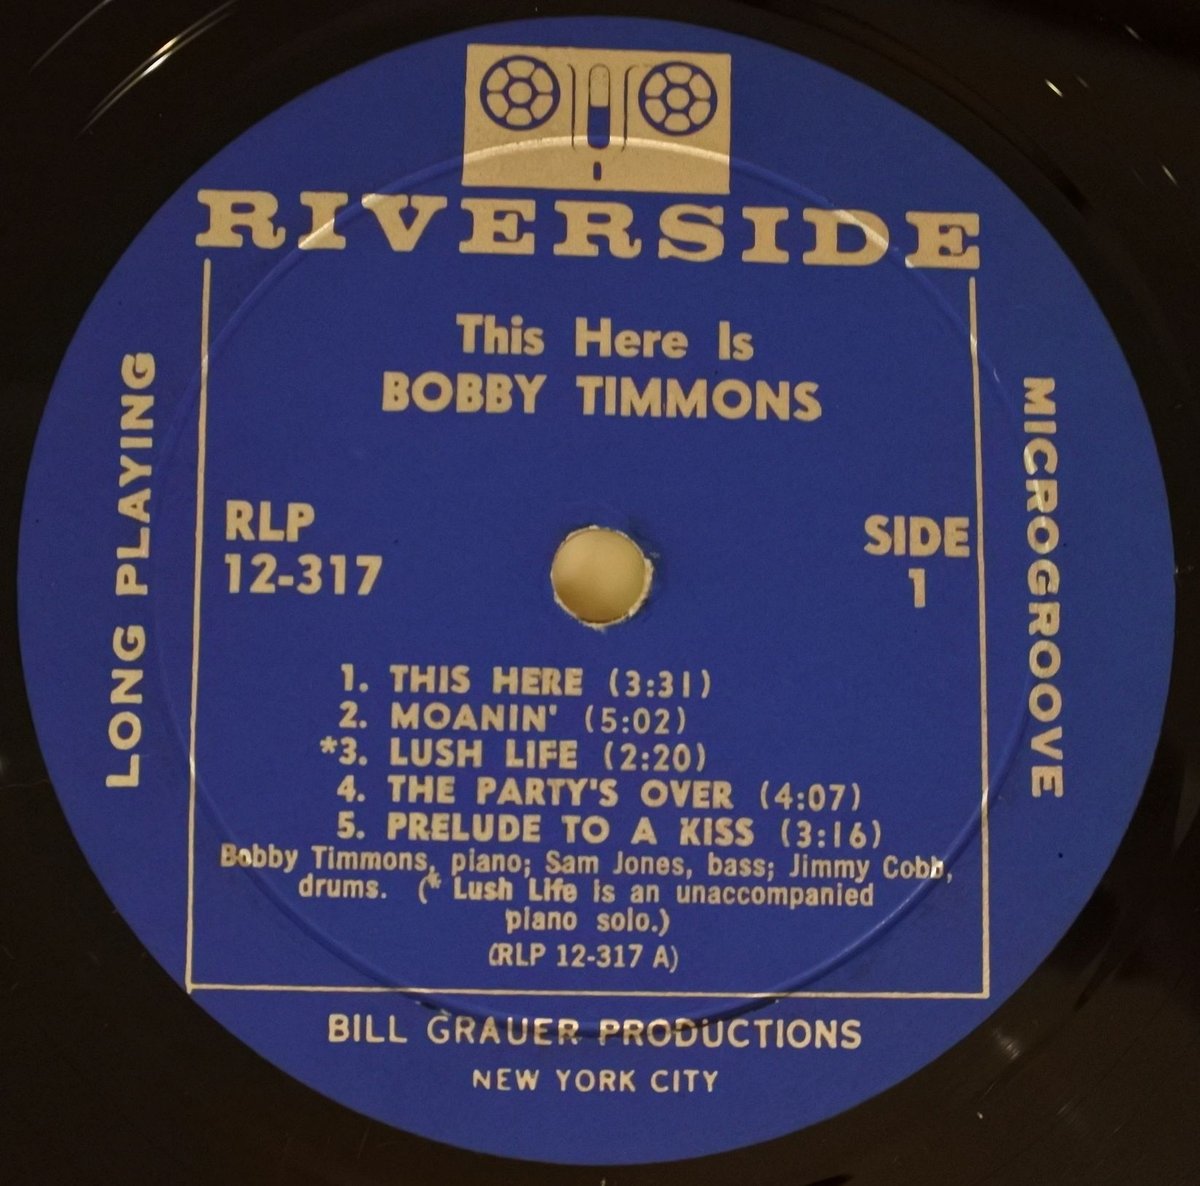 RIVERSIDE
This Here Is
BOBBY TIMMONS
LONG PLAYING
MICROGROOVE
RLP
12-317
SIDE
1
1. THIS HERE (3:31)
2. MOANIN' (5:02)
*3. LUSH LIFE (2:20)
4. THE PARTY'S OVER (4:07)
5. PRELUDE TO A KISS (3:16)
Bobby Timmons, piano; Sam Jones, bass; Jimmy Cobb,
drums. (* Lush Life is an unaccompanied
piano solo.)
(RLP 12-317 A)
BILL GRAUER PRODUCTIONS
NEW YORK CITY